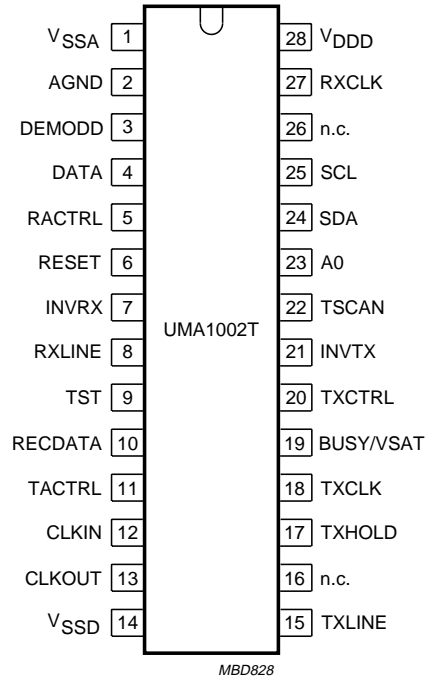 VSSA 1 28 VDDD
AGND 2 27 RXCLK
DEMODD 3 26 n.c.
DATA 4 25 SCL
RACTRL 5 24 SDA
RESET 6 23 A0
INVRX 7 22 TSCAN
UMA1002T
RXLINE 8 21 INVTX
TST 9 20 TXCTRL
RECDATA 10 19 BUSY/VSAT
TACTRL 11 18 TXCLK
CLKIN 12 17 TXHOLD
CLKOUT 13 16 n.c.
VSSD 14 15 TXLINE
MBD828